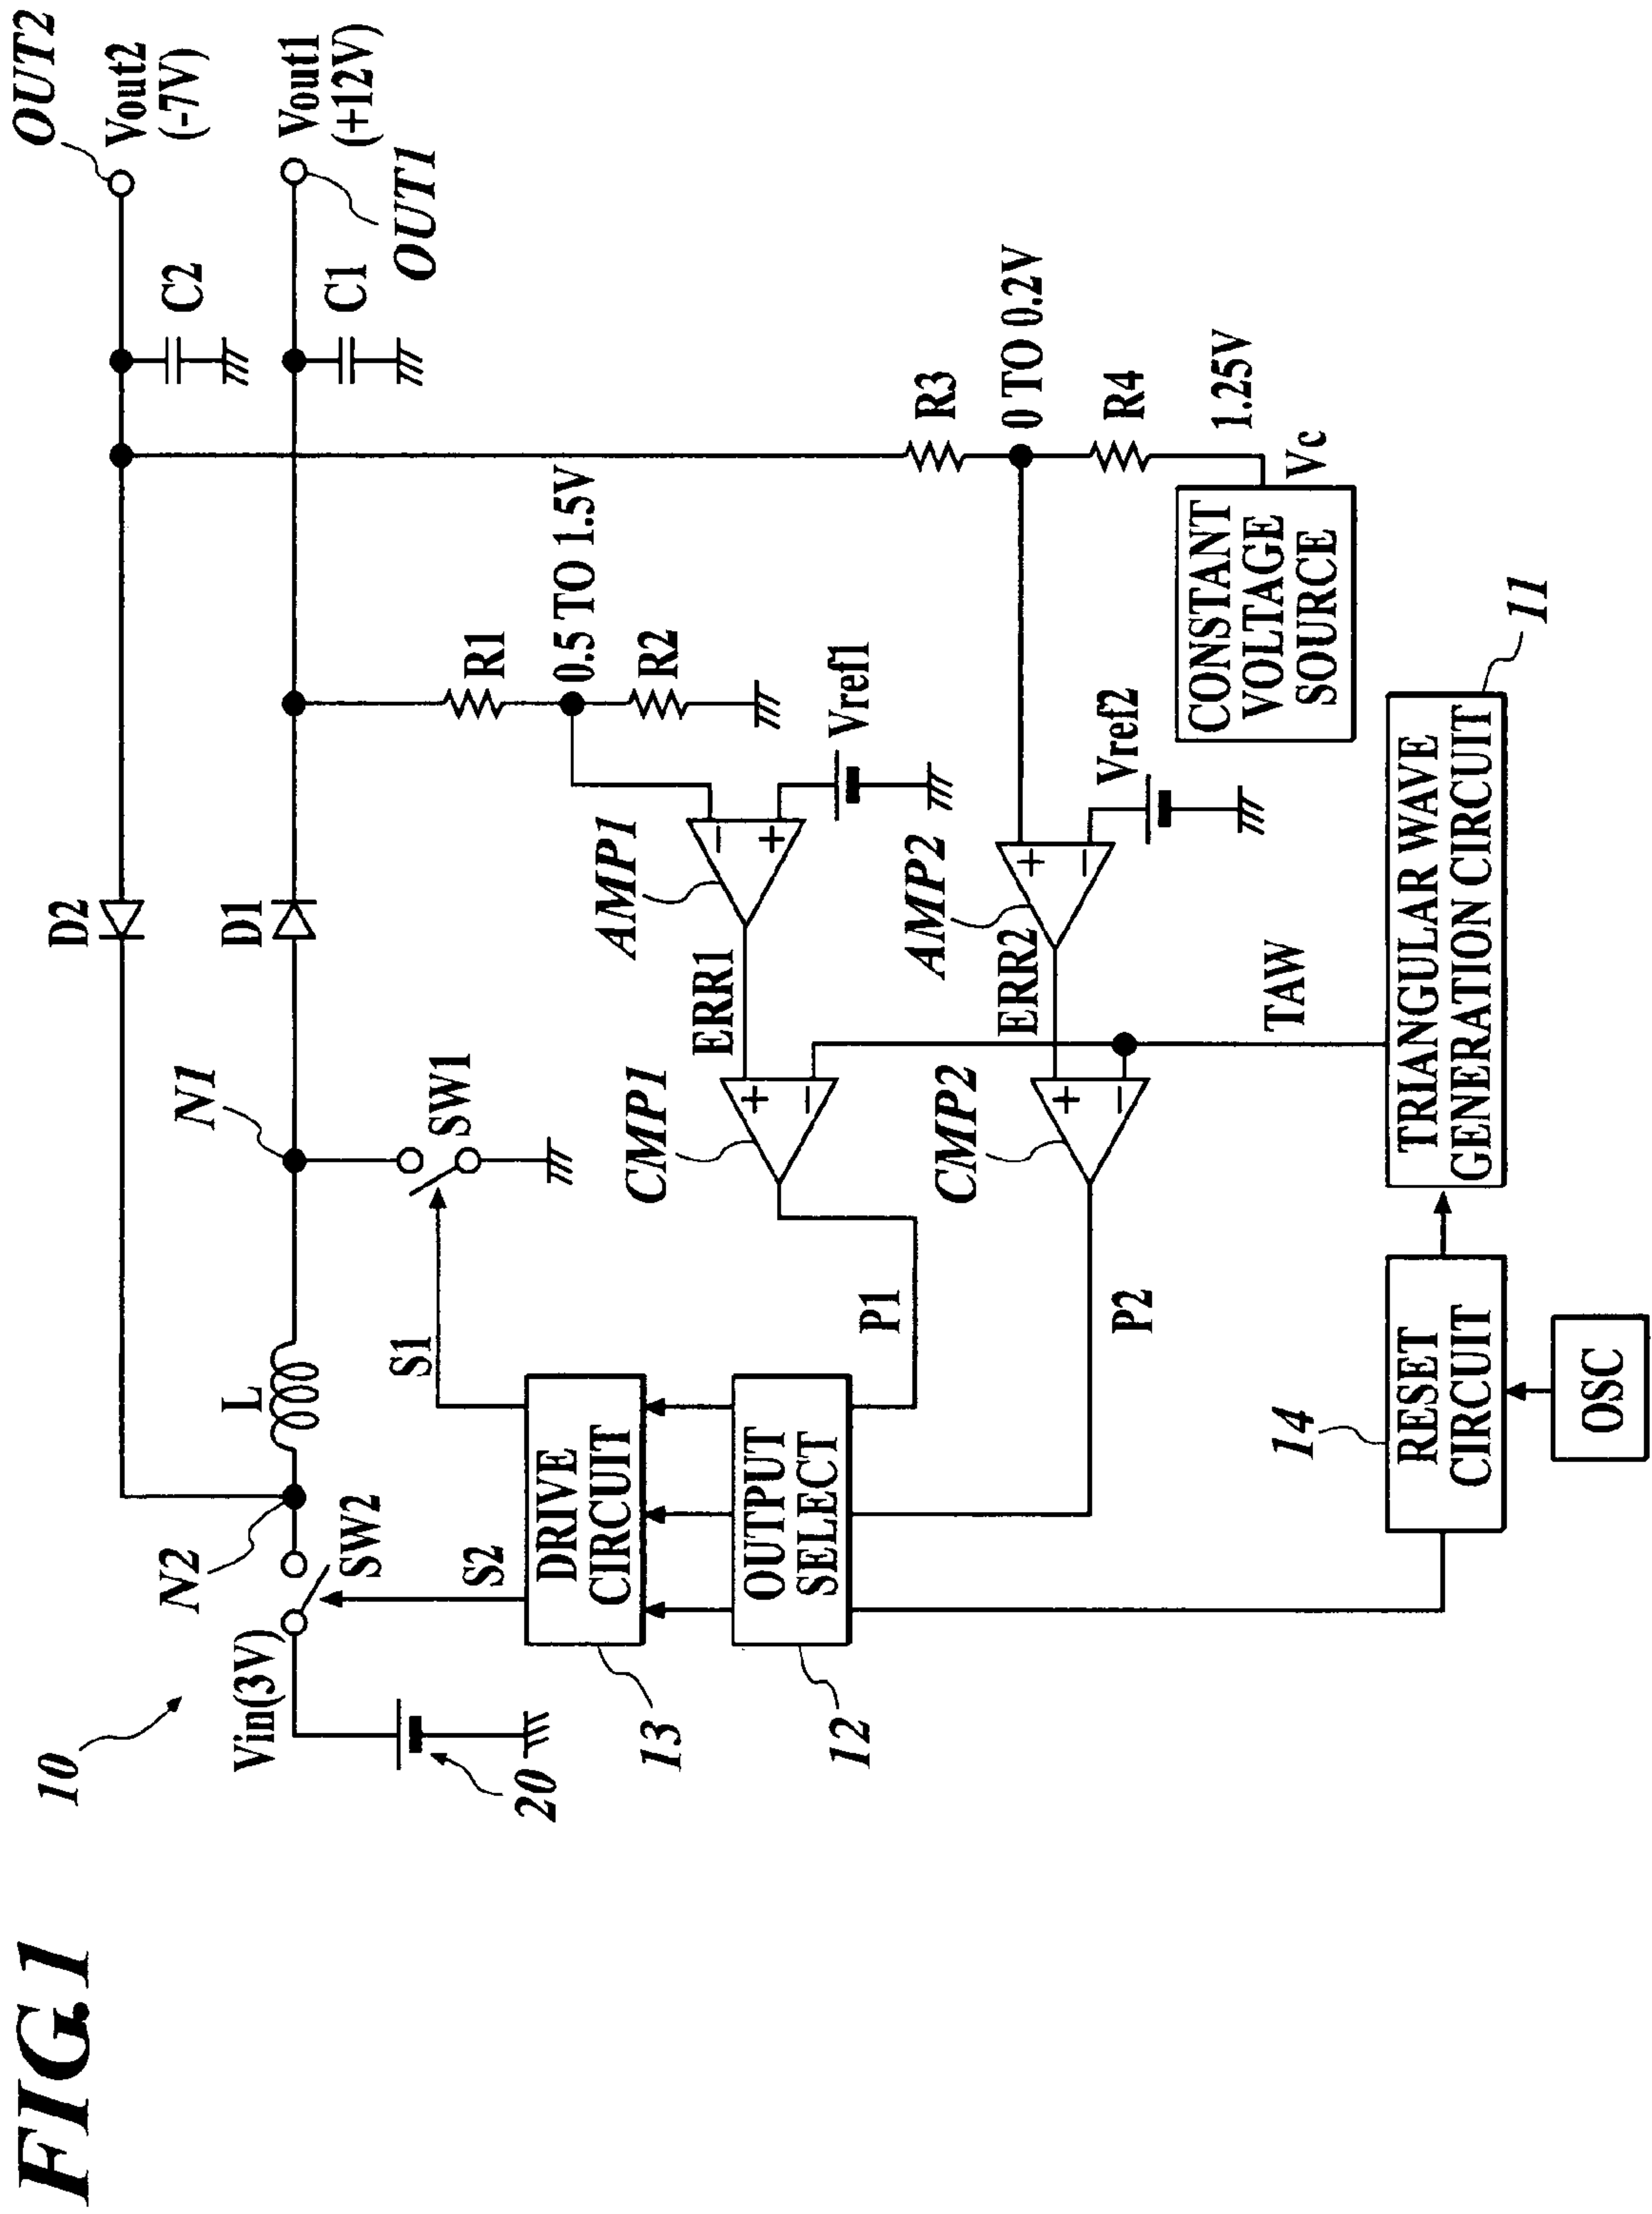 FIG.1
10
OUT2
Vout2
(-7V)
Vout1
(+12V)
OUT1
C2
C1
D2
D1
N1
N2
L
SW1
SW2
Vin(3V)
20
S1
S2
R1
0.5 TO 1.5V
R2
Vref1
R3
0 TO 0.2V
R4
1.25V
Vc
CONSTANT
VOLTAGE
SOURCE
AMP1
-
+
ERR1
AMP2
+
-
Vref2
ERR2
CMP1
+
-
CMP2
+
-
TAW
P1
P2
DRIVE
CIRCUIT
13
OUTPUT
SELECT
12
TRIANGULAR WAVE
GENERATION CIRCUIT
11
RESET
CIRCUIT
14
OSC